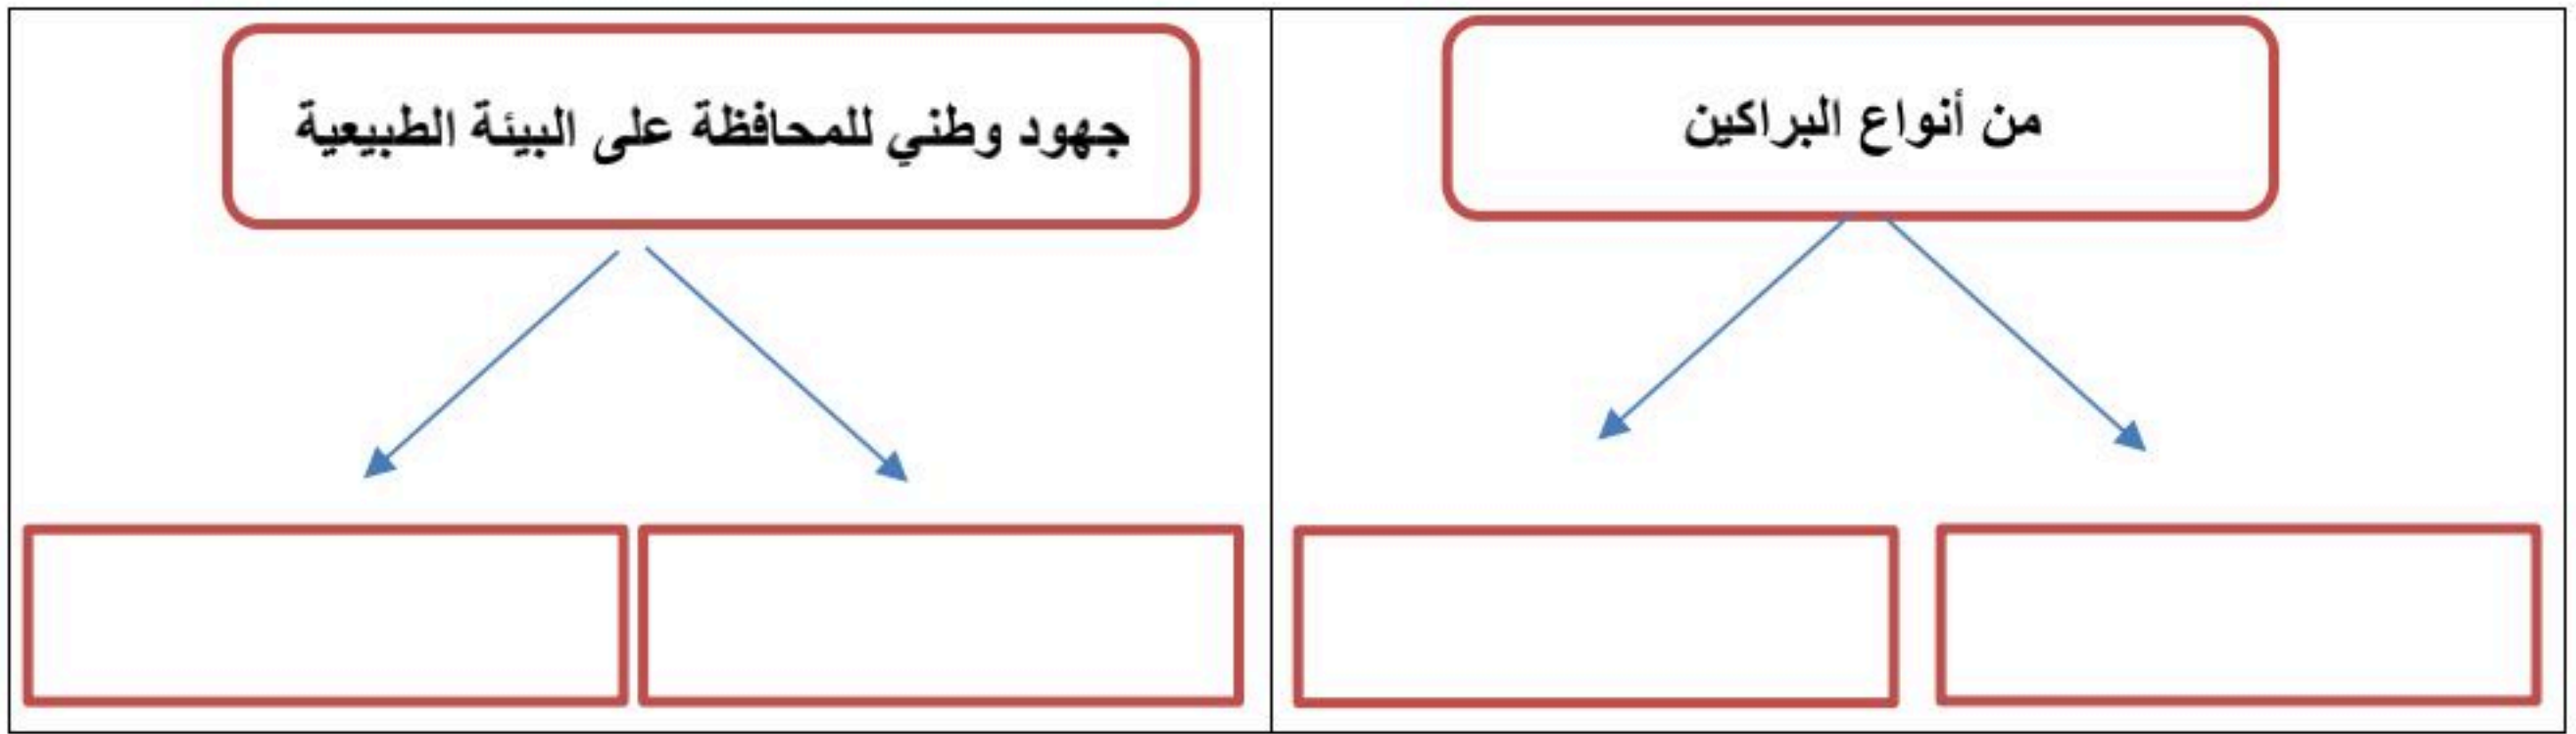 من أنواع البراكين
جهود وطني للمحافظة على البيئة الطبيعية